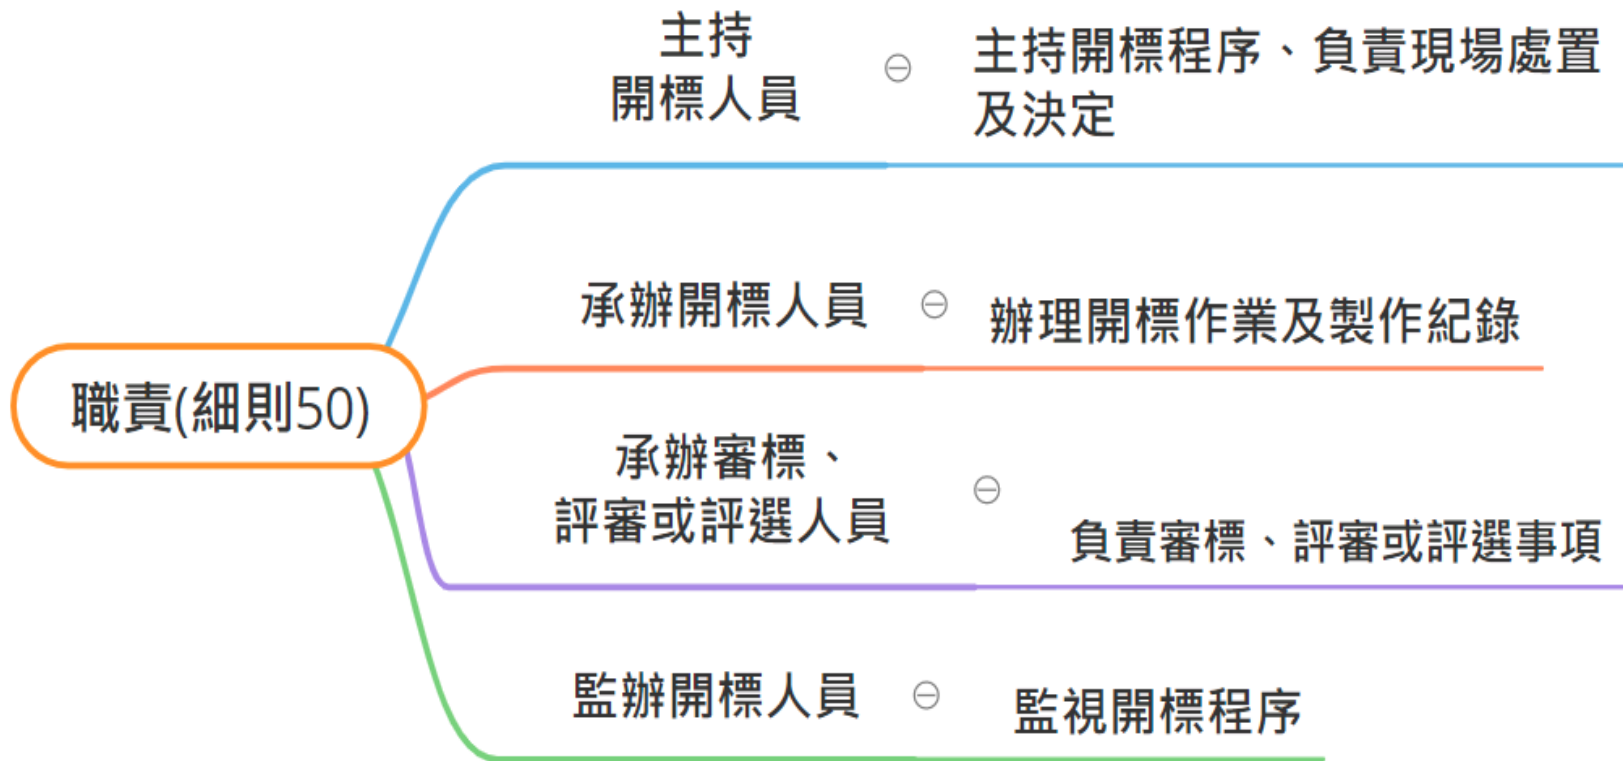 職責(細則50)
主持
開標人員
主持開標程序、負責現場處置
及決定
承辦開標人員
辦理開標作業及製作紀錄
承辦審標、
評審或評選人員
負責審標、評審或評選事項
監辦開標人員
監視開標程序